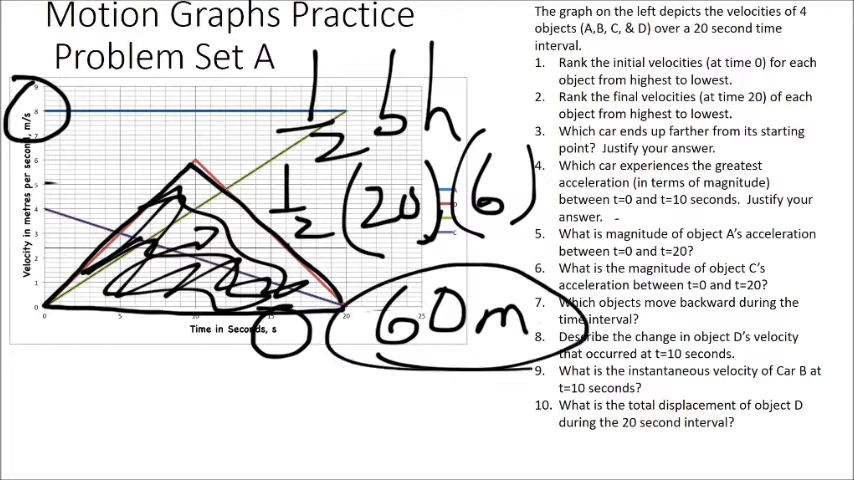 Motion Graphs Practice
Problem Set A
The graph on the left depicts the velocities of 4
objects (A,B, C, & D) over a 20 second time
interval.
1. Rank the initial velocities (at time 0) for each
object from highest to lowest.
2. Rank the final velocities (at time 20) of each
object from highest to lowest.
3. Which car ends up farther from its starting
point? Justify your answer.
4. Which car experiences the greatest
acceleration (in terms of magnitude)
between t=0 and t=10 seconds. Justify your
answer.
5. What is magnitude of object A's acceleration
between t=0 and t=20?
6. What is the magnitude of object C's
acceleration between t=0 and t=20?
7. Which objects move backward during the
time interval?
8. Describe the change in object D's velocity
that occurred at t=10 seconds.
9. What is the instantaneous velocity of Car B at
t=10 seconds?
10. What is the total displacement of object D
during the 20 second interval?
Velocity in metres per second, m/s
9
8
7
6
5
4
3
2
1
0
0 5 10 15 20 25
Time in Seconds, s
1/2 b h
1/2 (20) (6)
60m